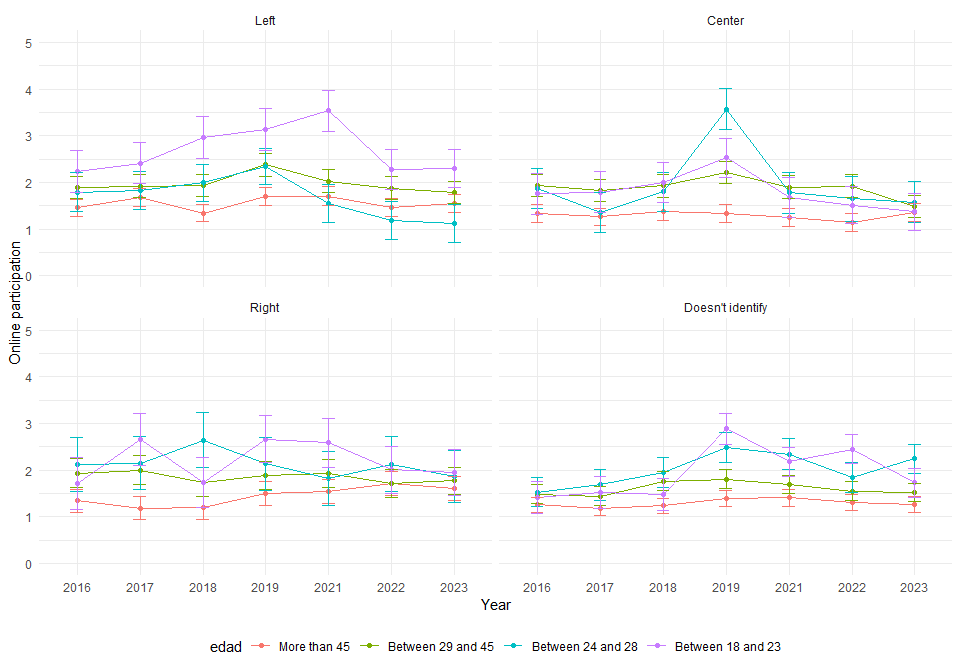 Left Center
5
4
3
2
1
0
Right Doesn't identify
5
4
3
2
1
0
Online participation
2016 2017 2018 2019 2021 2022 2023 2016 2017 2018 2019 2021 2022 2023
Year
edad More than 45 Between 29 and 45 Between 24 and 28 Between 18 and 23